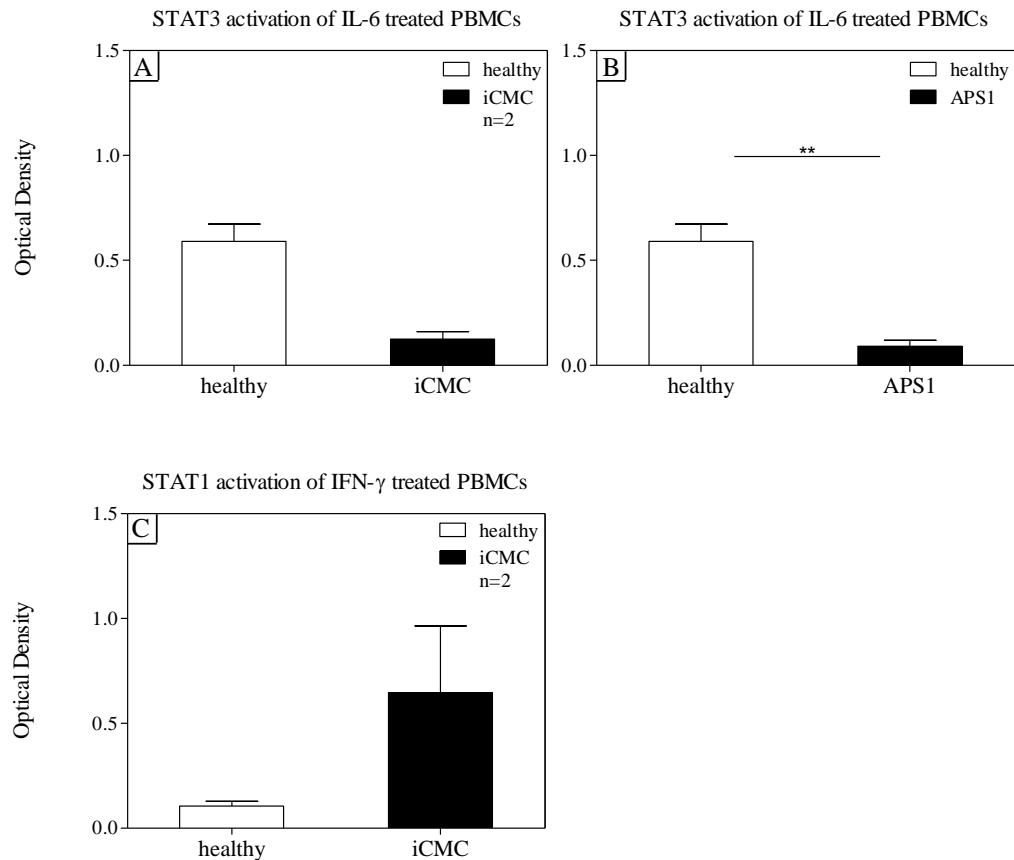 STAT3 activation of IL-6 treated PBMCs
A
healthy
iCMC
n=2
Optical Density
1.5
1.0
0.5
0.0
healthy
iCMC
STAT3 activation of IL-6 treated PBMCs
B
healthy
APS1
**
1.5
1.0
0.5
0.0
healthy
APS1
STAT1 activation of IFN-γ treated PBMCs
C
healthy
iCMC
n=2
Optical Density
1.5
1.0
0.5
0.0
healthy
iCMC